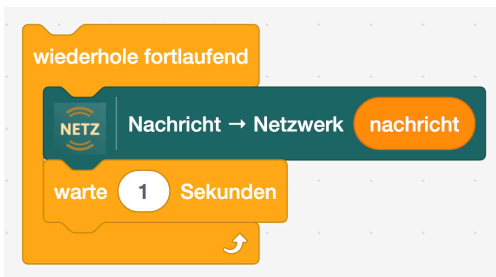 wiederhole fortlaufend
NETZ Nachricht → Netzwerk nachricht
warte 1 Sekunden